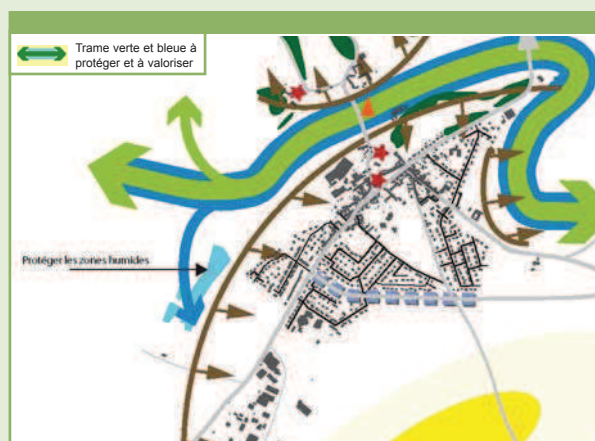 Trame verte et bleue à
protéger et à valoriser
Protéger les zones humides